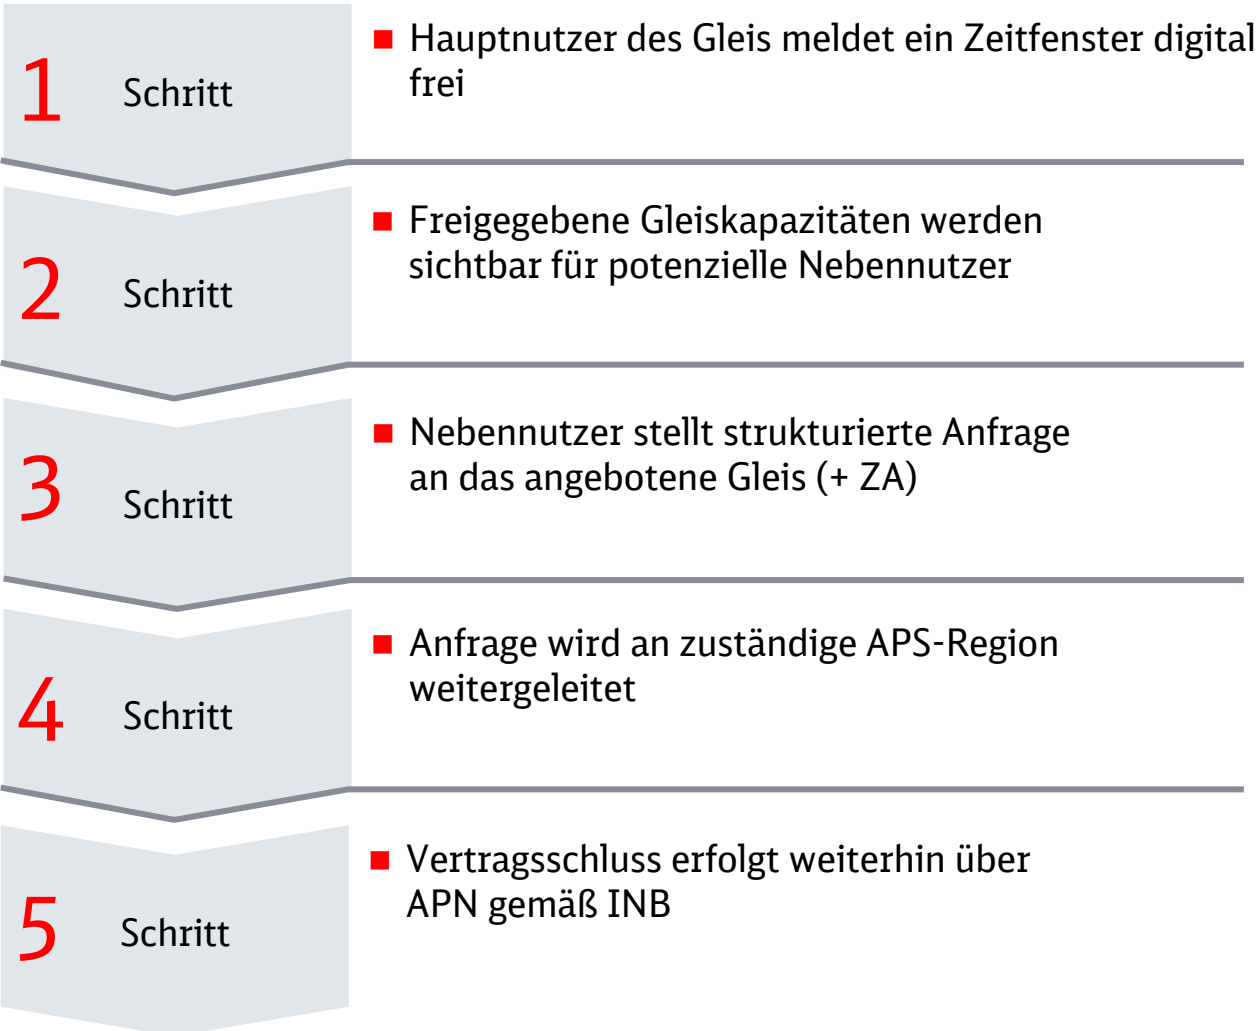 1 Schritt
Hauptnutzer des Gleis meldet ein Zeitfenster digital
frei
2 Schritt
Freigegebene Gleiskapazitäten werden
sichtbar für potenzielle Nebennutzer
3 Schritt
Nebennutzer stellt strukturierte Anfrage
an das angebotene Gleis (+ ZA)
4 Schritt
Anfrage wird an zuständige APS-Region
weitergeleitet
5 Schritt
Vertragsschluss erfolgt weiterhin über
APN gemäß INB